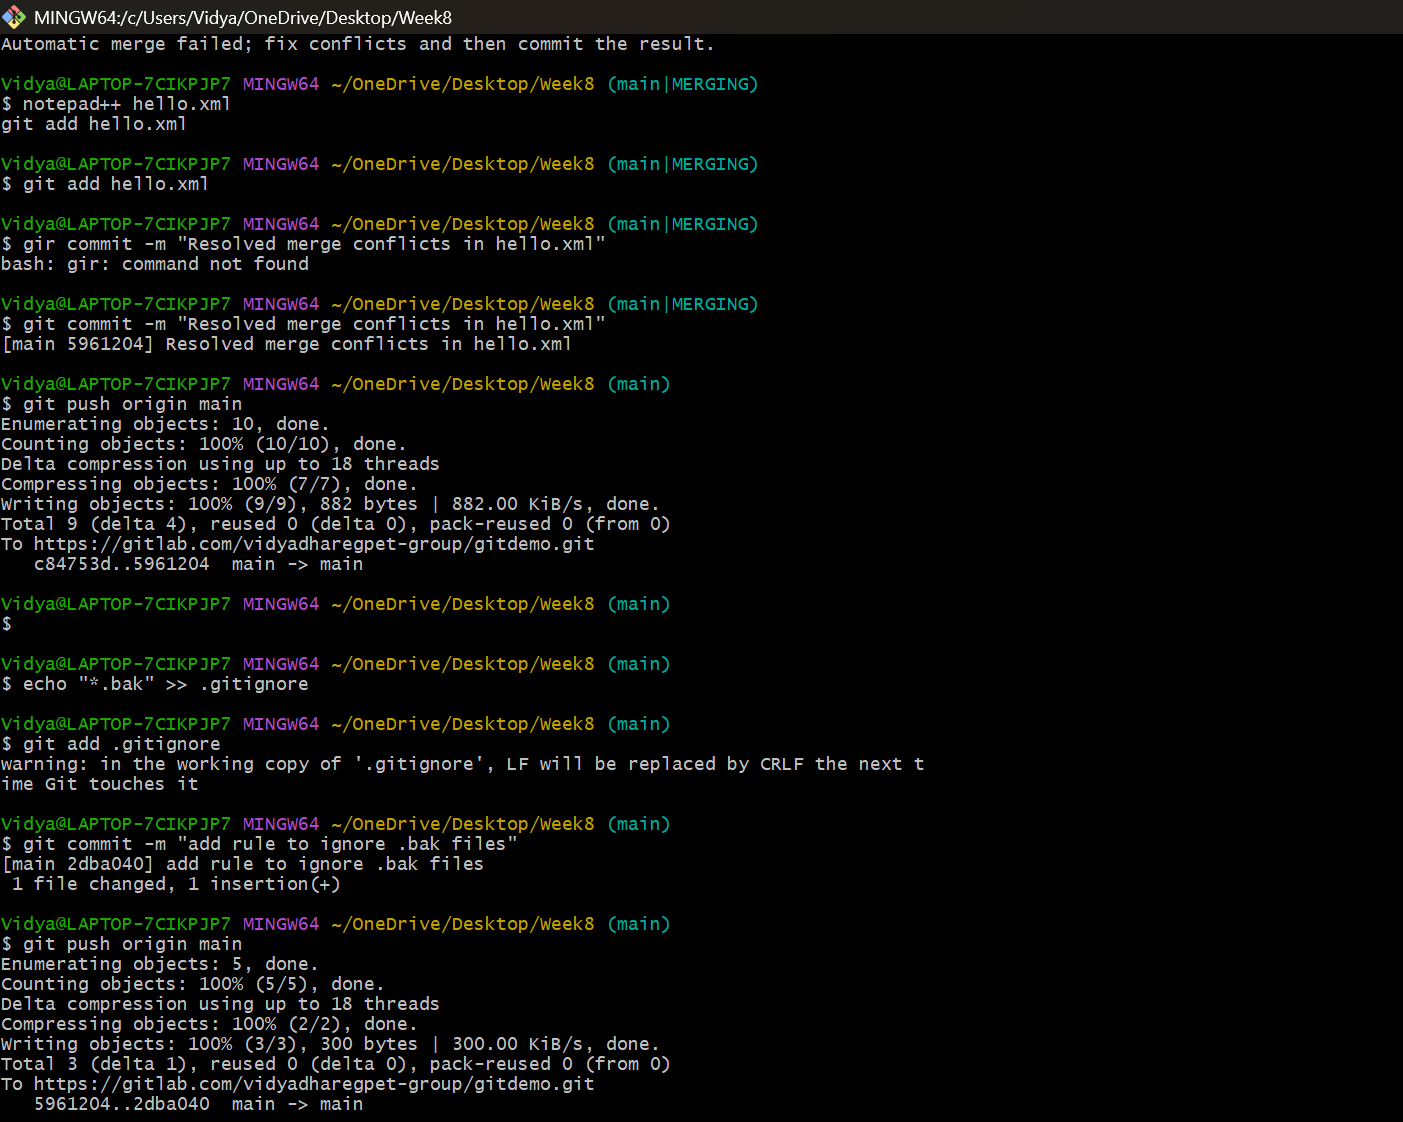 MINGW64:/c/Users/Vidya/OneDrive/Desktop/Week8
Automatic merge failed; fix conflicts and then commit the result.
Vidya@LAPTOP-7CIKPJP7 MINGW64 ~/OneDrive/Desktop/Week8 (main|MERGING)
$ notepad++ hello.xml
git add hello.xml
Vidya@LAPTOP-7CIKPJP7 MINGW64 ~/OneDrive/Desktop/Week8 (main|MERGING)
$ git add hello.xml
Vidya@LAPTOP-7CIKPJP7 MINGW64 ~/OneDrive/Desktop/Week8 (main|MERGING)
$ gir commit -m "Resolved merge conflicts in hello.xml"
bash: gir: command not found
Vidya@LAPTOP-7CIKPJP7 MINGW64 ~/OneDrive/Desktop/Week8 (main|MERGING)
$ git commit -m "Resolved merge conflicts in hello.xml"
[main 5961204] Resolved merge conflicts in hello.xml
Vidya@LAPTOP-7CIKPJP7 MINGW64 ~/OneDrive/Desktop/Week8 (main)
$ git push origin main
Enumerating objects: 10, done.
Counting objects: 100% (10/10), done.
Delta compression using up to 18 threads
Compressing objects: 100% (7/7), done.
Writing objects: 100% (9/9), 882 bytes | 882.00 KiB/s, done.
Total 9 (delta 4), reused 0 (delta 0), pack-reused 0 (from 0)
To https://gitlab.com/vidyadharegpet-group/gitdemo.git
   c84753d..5961204  main -> main
Vidya@LAPTOP-7CIKPJP7 MINGW64 ~/OneDrive/Desktop/Week8 (main)
$
Vidya@LAPTOP-7CIKPJP7 MINGW64 ~/OneDrive/Desktop/Week8 (main)
$ echo "*.bak" >> .gitignore
Vidya@LAPTOP-7CIKPJP7 MINGW64 ~/OneDrive/Desktop/Week8 (main)
$ git add .gitignore
warning: in the working copy of '.gitignore', LF will be replaced by CRLF the next t
ime Git touches it
Vidya@LAPTOP-7CIKPJP7 MINGW64 ~/OneDrive/Desktop/Week8 (main)
$ git commit -m "add rule to ignore .bak files"
[main 2dba040] add rule to ignore .bak files
 1 file changed, 1 insertion(+)
Vidya@LAPTOP-7CIKPJP7 MINGW64 ~/OneDrive/Desktop/Week8 (main)
$ git push origin main
Enumerating objects: 5, done.
Counting objects: 100% (5/5), done.
Delta compression using up to 18 threads
Compressing objects: 100% (2/2), done.
Writing objects: 100% (3/3), 300 bytes | 300.00 KiB/s, done.
Total 3 (delta 1), reused 0 (delta 0), pack-reused 0 (from 0)
To https://gitlab.com/vidyadharegpet-group/gitdemo.git
   5961204..2dba040  main -> main